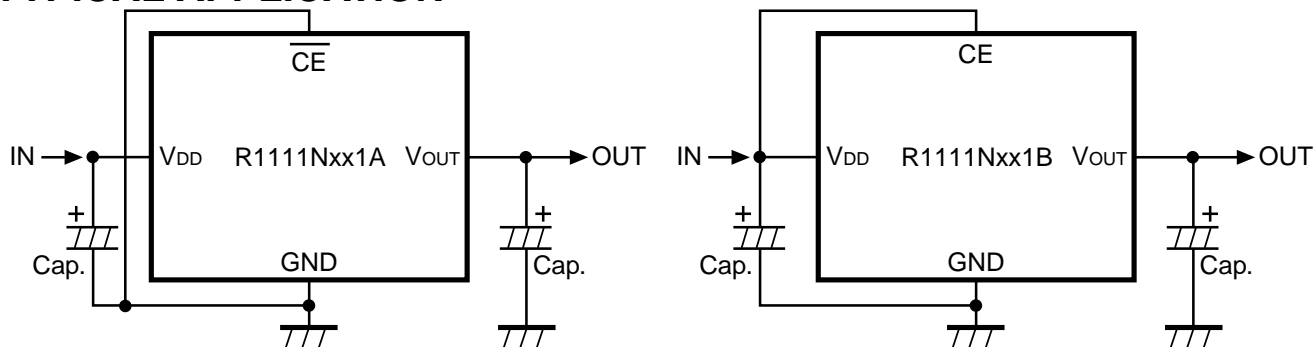 CE
IN
VDD
R1111Nxx1A
VOUT
OUT
+
Cap.
+
Cap.
GND
CE
IN
VDD
R1111Nxx1B
VOUT
OUT
+
Cap.
+
Cap.
GND